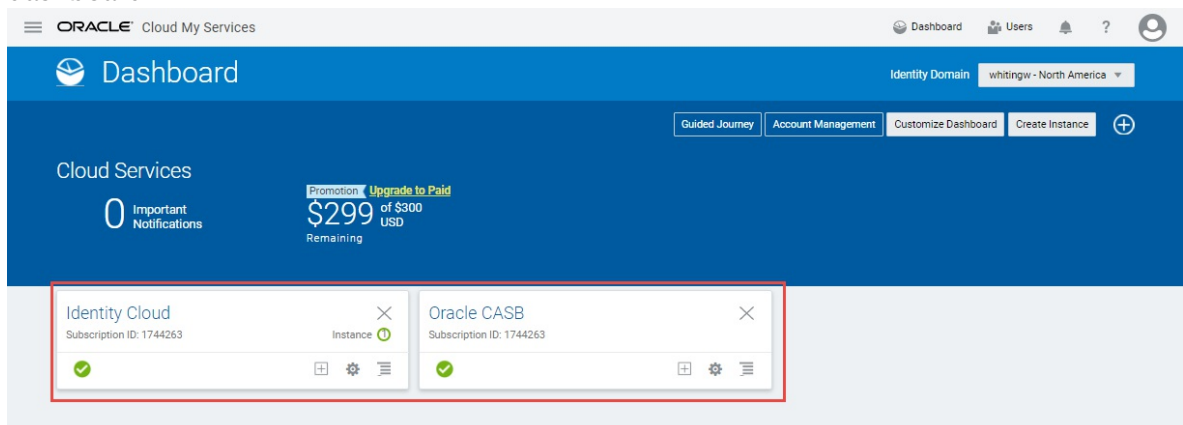 ORACLE Cloud My Services
Dashboard
Users
?
Dashboard
Identity Domain
whitingw - North America
Guided Journey
Account Management
Customize Dashboard
Create Instance
Cloud Services
0 Important Notifications
Promotion Upgrade to Paid
$299 of $300 USD
Remaining
Identity Cloud
Subscription ID: 1744263
Instance 1
Oracle CASB
Subscription ID: 1744263